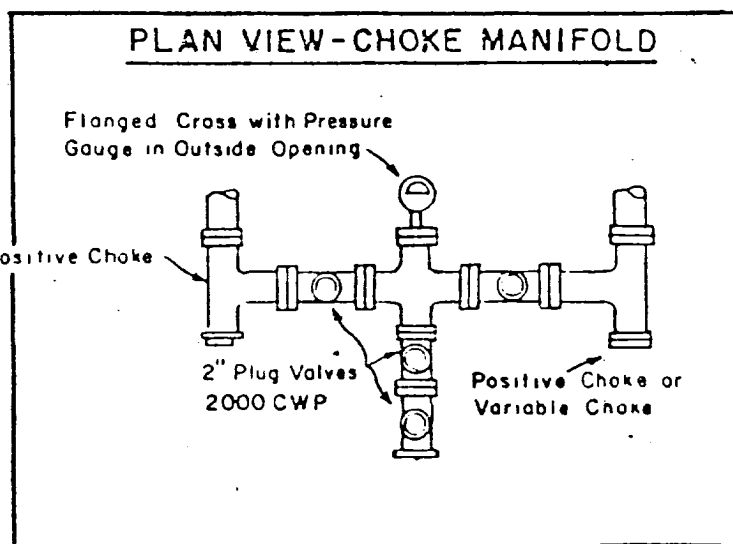 PLAN VIEW-CHOKE MANIFOLD
Flanged Cross with Pressure
Gauge in Outside Opening
ositive Choke
2" Plug Valves
2000 CWP
Positive Choke or
Variable Choke